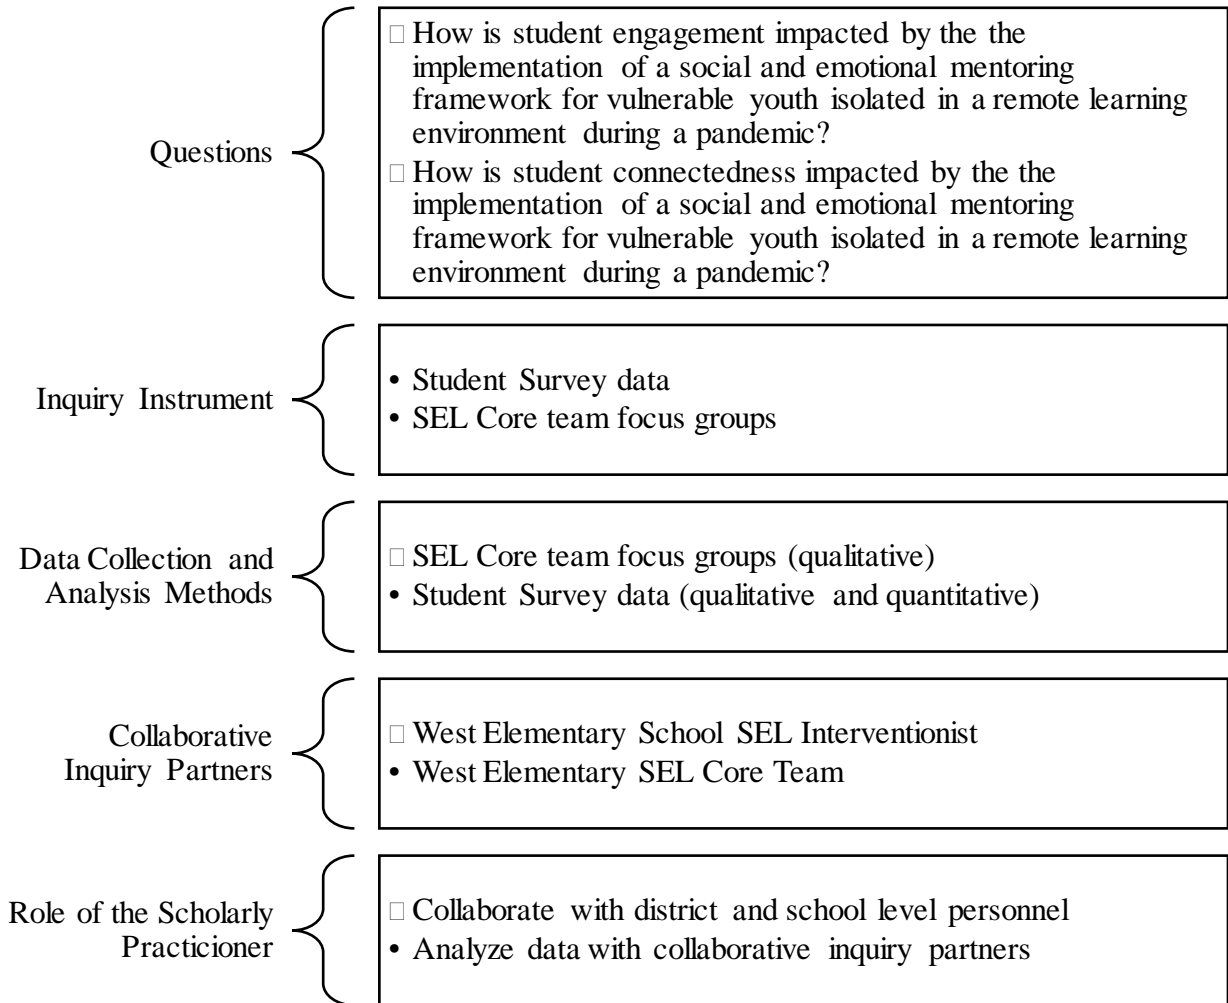 Questions
□ How is student engagement impacted by the the
implementation of a social and emotional mentoring
framework for vulnerable youth isolated in a remote learning
environment during a pandemic?
□ How is student connectedness impacted by the the
implementation of a social and emotional mentoring
framework for vulnerable youth isolated in a remote learning
environment during a pandemic?
Inquiry Instrument
• Student Survey data
• SEL Core team focus groups
Data Collection and
Analysis Methods
□ SEL Core team focus groups (qualitative)
• Student Survey data (qualitative and quantitative)
Collaborative
Inquiry Partners
□ West Elementary School SEL Interventionist
• West Elementary SEL Core Team
Role of the Scholarly
Practicioner
□ Collaborate with district and school level personnel
• Analyze data with collaborative inquiry partners